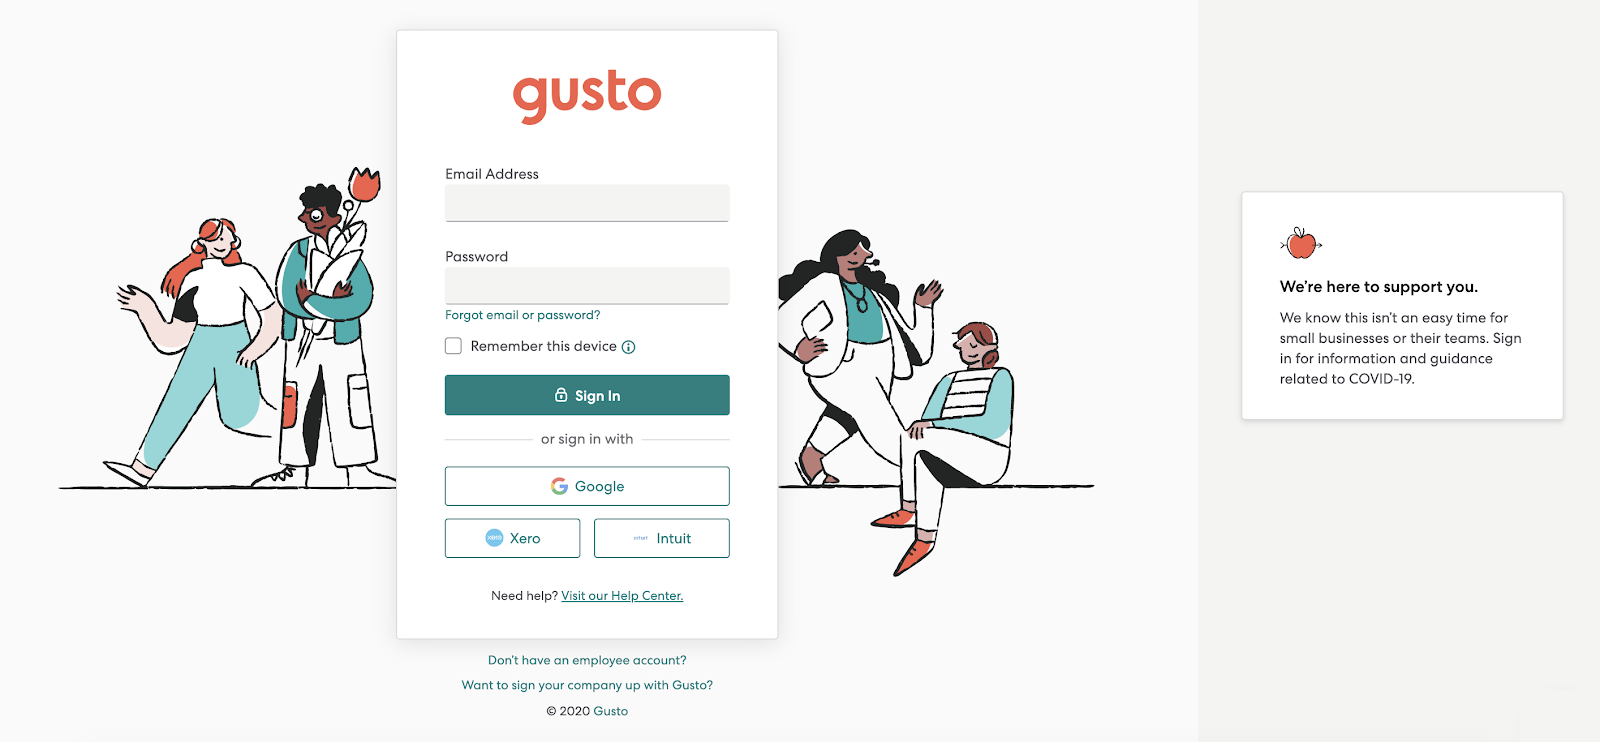 gusto
Email Address
Password
Forgot email or password?
Remember this device
Sign In
or sign in with
Google
xero Xero
intuit Intuit
Need help? Visit our Help Center.
Don't have an employee account?
Want to sign your company up with Gusto?
© 2020 Gusto
We're here to support you.
We know this isn't an easy time for
small businesses or their teams. Sign
in for information and guidance
related to COVID-19.